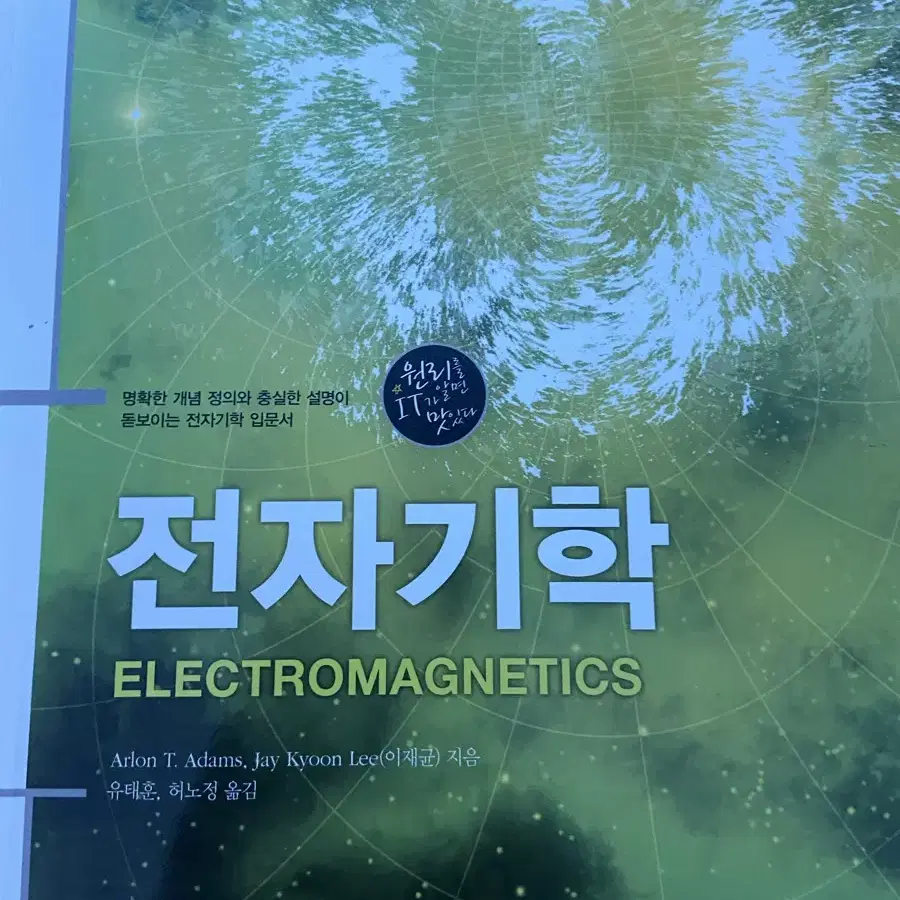 명확한 개념 정의와 충실한 설명이
돋보이는 전자기학 입문서
원리를
알면
IT가
맛있다
전자기학
ELECTROMAGNETICS
Arlon T. Adams, Jay Kyoon Lee(이재균) 지음
유태훈, 허노정 옮김